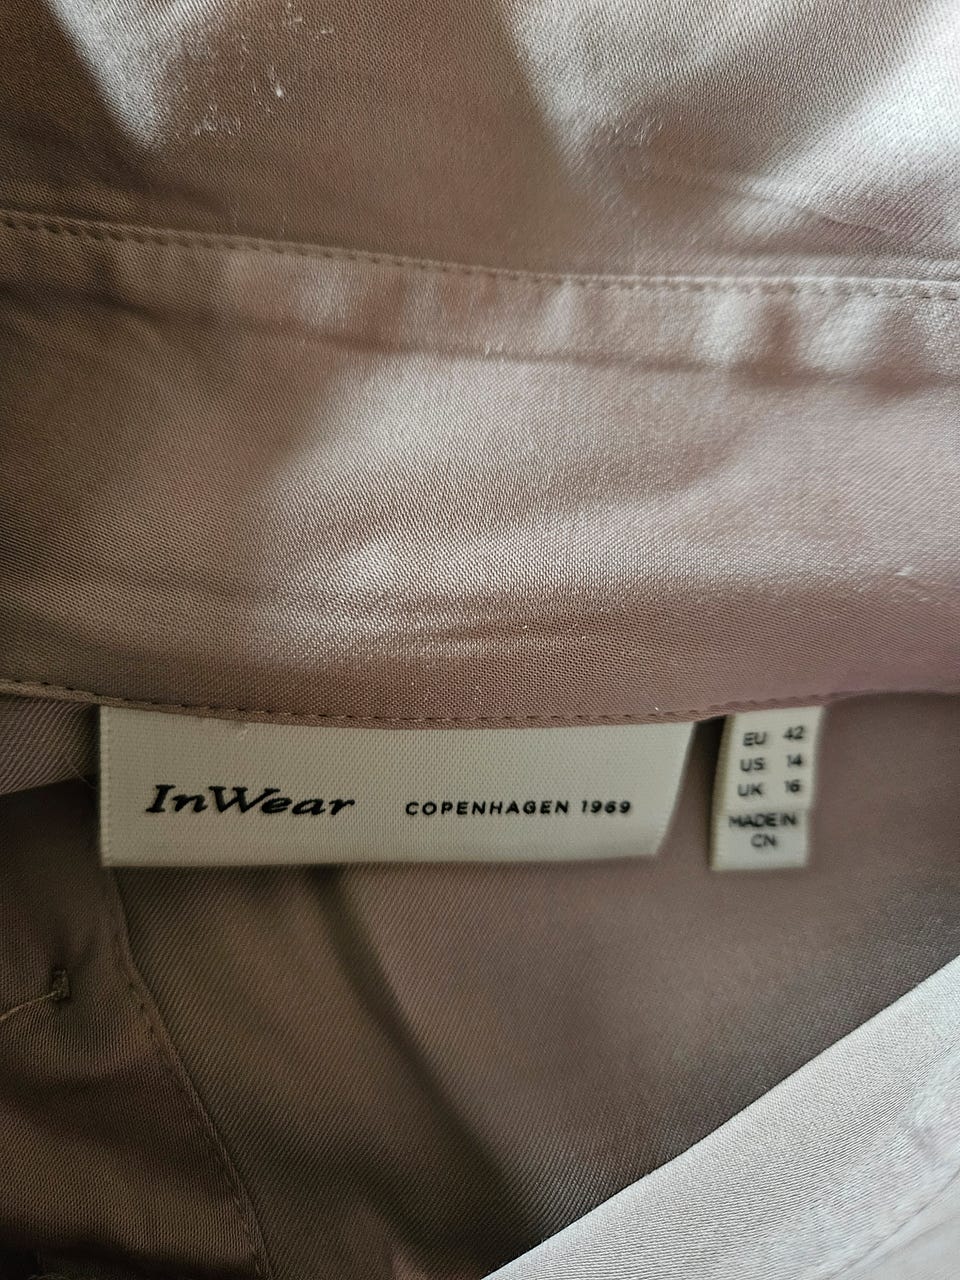 InWear COPENHAGEN 1969
EU 42
US 14
UK 16
MADE IN
CN